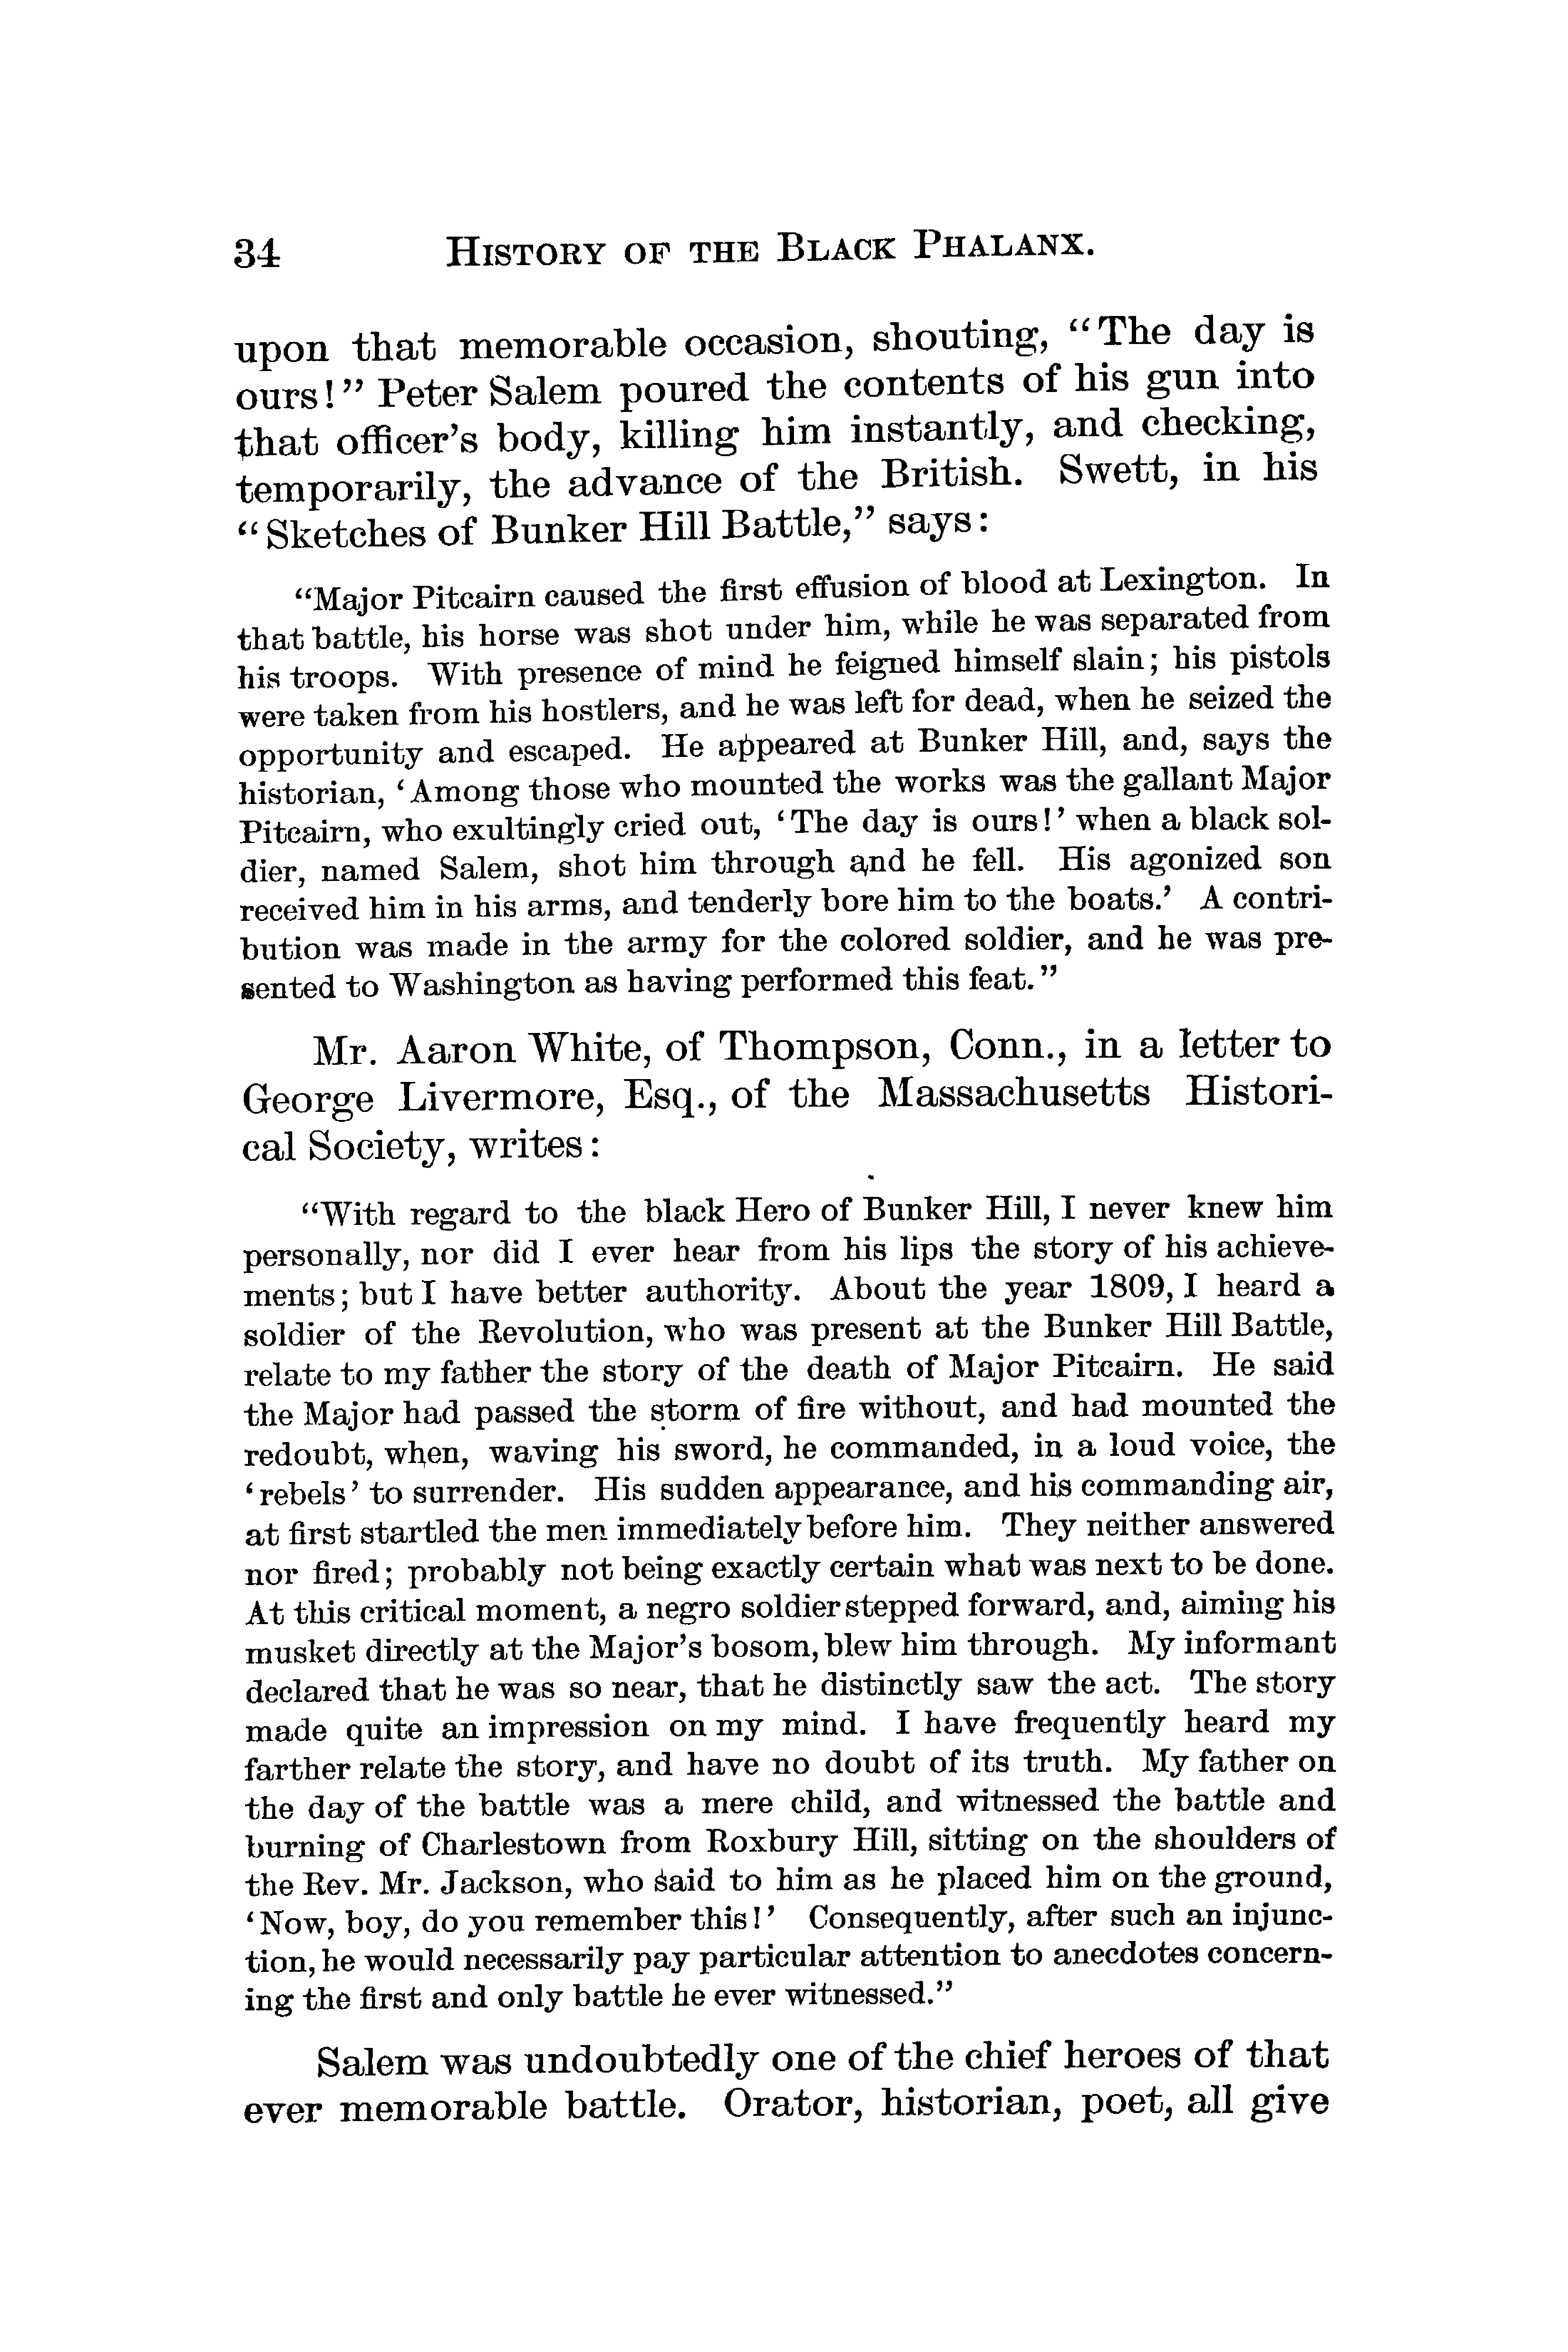 34 HISTORY OF THE BLACK PHALANX.
upon that memorable occasion, shouting, “The day is
ours!” Peter Salem poured the contents of his gun into
that officer’s body, killing him instantly, and checking,
temporarily, the advance of the British. Swett, in his
“Sketches of Bunker Hill Battle,” says:
“Major Pitcairn caused the first effusion of blood at Lexington. In
that battle, his horse was shot under him, while he was separated from
his troops. With presence of mind he feigned himself slain; his pistols
were taken from his hostlers, and he was left for dead, when he seized the
opportunity and escaped. He appeared at Bunker Hill, and, says the
historian, ‘Among those who mounted the works was the gallant Major
Pitcairn, who exultingly cried out, ‘The day is ours!’ when a black sol-
dier, named Salem, shot him through and he fell. His agonized son
received him in his arms, and tenderly bore him to the boats.’ A contri-
bution was made in the army for the colored soldier, and he was pre-
sented to Washington as having performed this feat.”
Mr. Aaron White, of Thompson, Conn., in a letter to
George Livermore, Esq., of the Massachusetts Histori-
cal Society, writes:
“With regard to the black Hero of Bunker Hill, I never knew him
personally, nor did I ever hear from his lips the story of his achieve-
ments; but I have better authority. About the year 1809, I heard a
soldier of the Revolution, who was present at the Bunker Hill Battle,
relate to my father the story of the death of Major Pitcairn. He said
the Major had passed the storm of fire without, and had mounted the
redoubt, when, waving his sword, he commanded, in a loud voice, the
‘rebels’ to surrender. His sudden appearance, and his commanding air,
at first startled the men immediately before him. They neither answered
nor fired; probably not being exactly certain what was next to be done.
At this critical moment, a negro soldier stepped forward, and, aiming his
musket directly at the Major’s bosom, blew him through. My informant
declared that he was so near, that he distinctly saw the act. The story
made quite an impression on my mind. I have frequently heard my
farther relate the story, and have no doubt of its truth. My father on
the day of the battle was a mere child, and witnessed the battle and
burning of Charlestown from Roxbury Hill, sitting on the shoulders of
the Rev. Mr. Jackson, who said to him as he placed him on the ground,
‘Now, boy, do you remember this!’ Consequently, after such an injunc-
tion, he would necessarily pay particular attention to anecdotes concern-
ing the first and only battle he ever witnessed.”
Salem was undoubtedly one of the chief heroes of that
ever memorable battle. Orator, historian, poet, all give